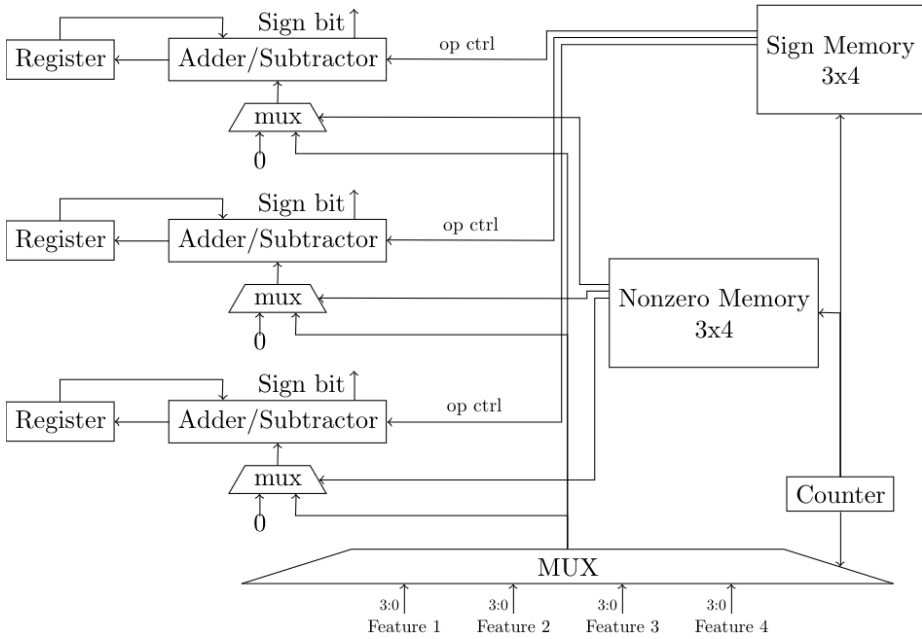 Sign bit
Register
Adder/Subtractor
op ctrl
Sign Memory
3x4
mux
0
Sign bit
Register
Adder/Subtractor
op ctrl
Nonzero Memory
3x4
mux
0
Sign bit
Register
Adder/Subtractor
op ctrl
mux
Counter
0
MUX
3:0 3:0 3:0 3:0
Feature 1 Feature 2 Feature 3 Feature 4